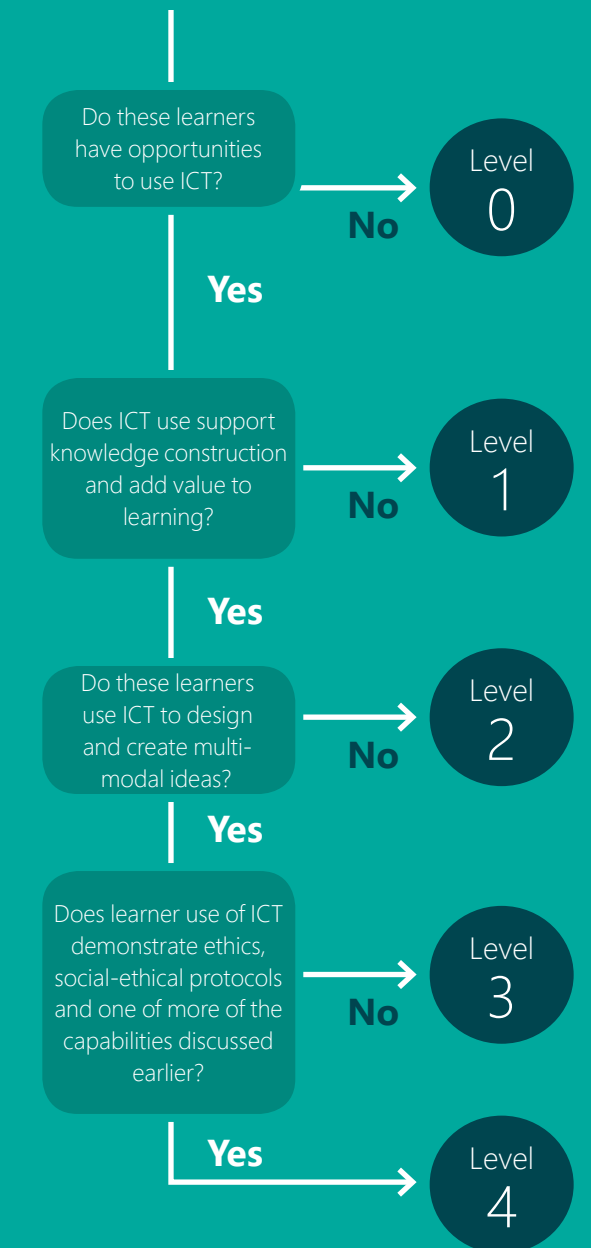 Do these learners
have opportunities
to use ICT?
No
Level
0
Yes
Does ICT use support
knowledge construction
and add value to
learning?
No
Level
1
Yes
Do these learners
use ICT to design
and create multi-
modal ideas?
No
Level
2
Yes
Does learner use of ICT
demonstrate ethics,
social-ethical protocols
and one of more of the
capabilities discussed
earlier?
No
Level
3
Yes
Level
4